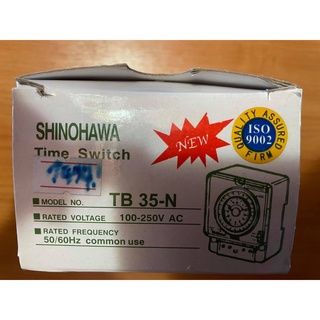 SHINOHAWA
Time Switch
NEW
QUALITY ASSURED
ISO
9002
FIRM
MODEL NO. TB 35-N
RATED VOLTAGE 100-250V AC
RATED FREQUENCY
50/60Hz common use